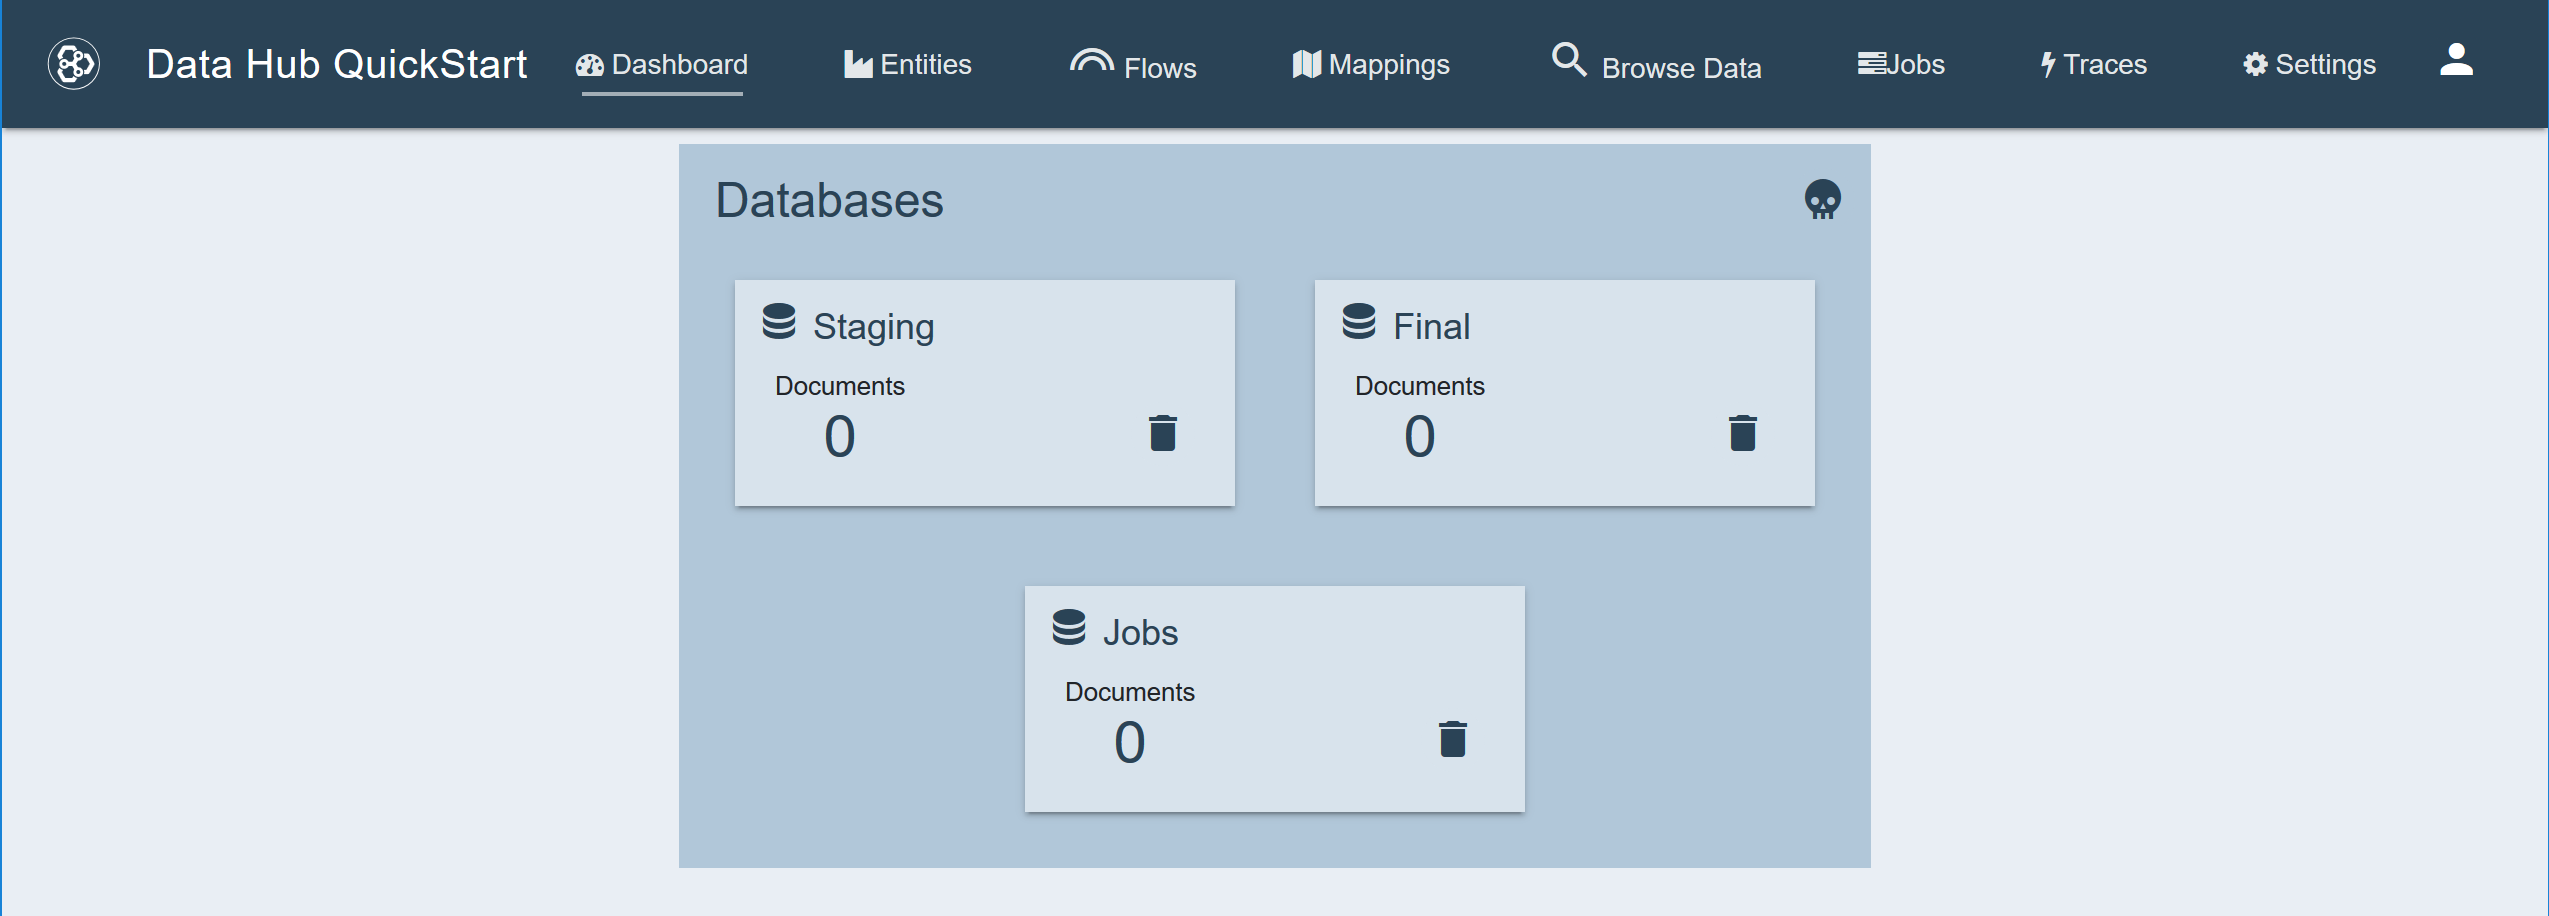 Data Hub QuickStart Dashboard Entities Flows Mappings Browse Data Jobs Traces Settings
Databases
Staging
Documents
0
Final
Documents
0
Jobs
Documents
0